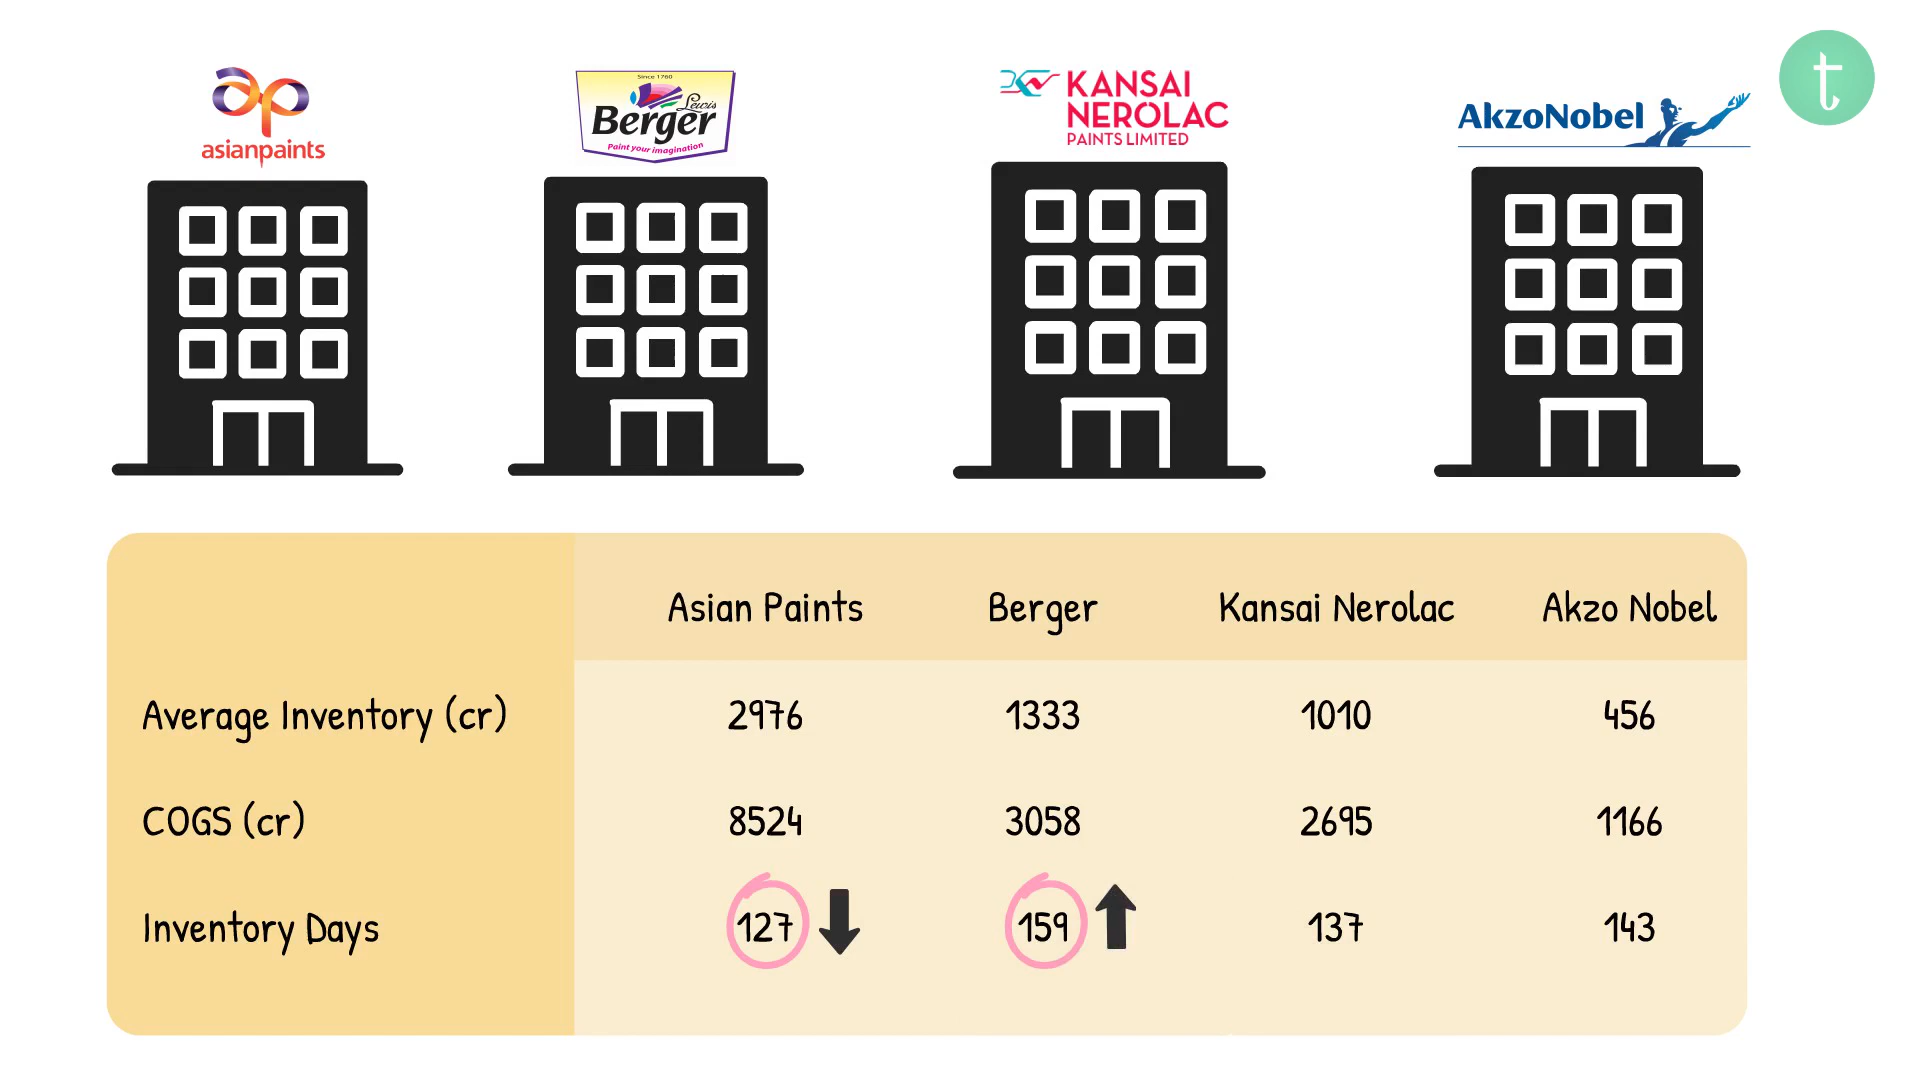 asianpaints
Since 1760
Lewis
Berger
Paint your imagination
KANSAI
NEROLAC
PAINTS LIMITED
AkzoNobel
t
Asian Paints Berger Kansai Nerolac Akzo Nobel
Average Inventory (cr) 2976 1333 1010 456
COGS (cr) 8524 3058 2695 1166
Inventory Days 127 159 137 143